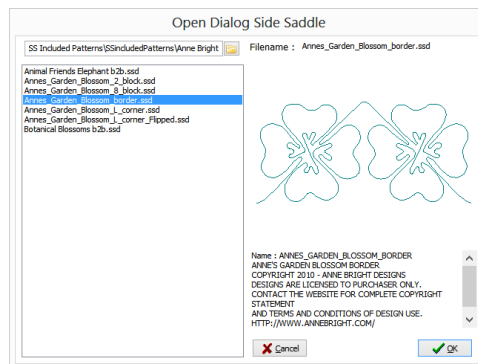 Open Dialog Side Saddle
SS Included Patterns\SSindudedPatterns\Anne Bright
Filename : Annes_Garden_Blossom_border.ssd
Animal Friends Elephant b2b.ssd
Annes_Garden_Blossom_2_block.ssd
Annes_Garden_Blossom_8_block.ssd
Annes_Garden_Blossom_border.ssd
Annes_Garden_Blossom_L_corner.ssd
Annes_Garden_Blossom_L_corner_Flipped.ssd
Botanical Blossoms b2b.ssd
Name : ANNES_GARDEN_BLOSSOM_BORDER
ANNE'S GARDEN BLOSSOM BORDER
COPYRIGHT 2010 - ANNE BRIGHT DESIGNS
DESIGNS ARE LICENSED TO PURCHASER ONLY.
CONTACT THE WEBSITE FOR COMPLETE COPYRIGHT
STATEMENT
AND TERMS AND CONDITIONS OF DESIGN USE.
HTTP://WWW.ANNEBRIGHT.COM/
Cancel
OK